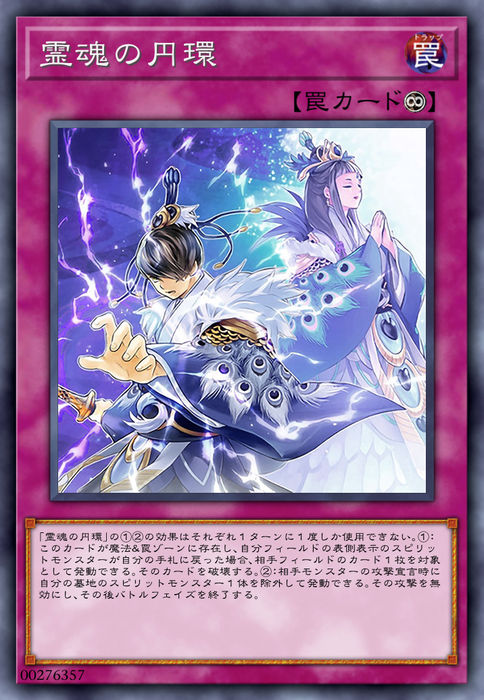 霊魂の円環
トラップ
罠
【罠カード】
「霊魂の円環」の①②の効果はそれぞれ１ターンに１度しか使用できない。①:
このカードが魔法&罠ゾーンに存在し、自分フィールドの表側表示のスピリッ
トモンスターが自分の手札に戻った場合、相手フィールドのカード１枚を対象
として発動できる。そのカードを破壊する。②:相手モンスターの攻撃宣言時に
自分の墓地のスピリットモンスター１体を除外して発動できる。その攻撃を無
効にし、その後バトルフェイズを終了する。
00276357